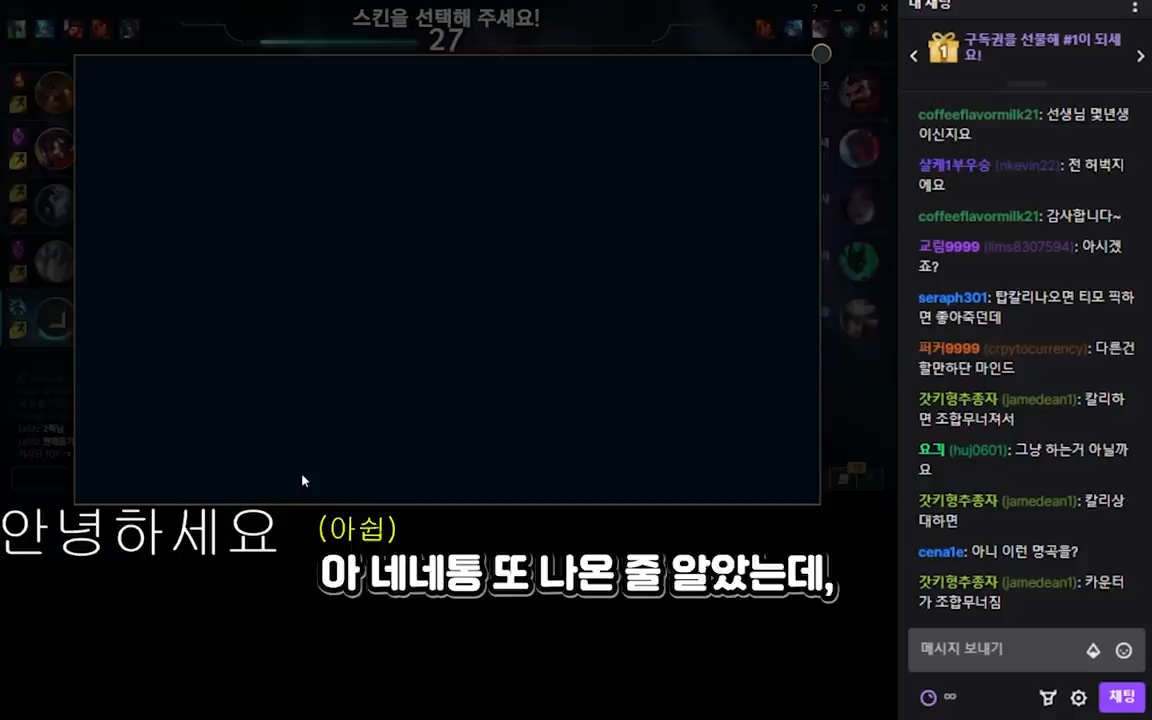 스킨을 선택해 주세요!
27
안녕하세요
(아쉽)
아 네네통 또 나온 줄 알았는데,
내 채팅
구독권을 선물해 #1이 되세
요!
coffeeflavormilk21: 선생님 몇년생
이신지요
샬케1부우승 (nkevin22): 전 허벅지
에요
coffeeflavormilk21: 감사합니다~
교림9999 (lims8307594): 아시겠
죠?
seraph301: 탑칼리나오면 티모 픽하
면 좋아죽던데
퍼커9999 (crpytocurrency): 다른건
할만하단 마인드
갓키형추종자 (jamedean1): 칼리하
면 조합무너져서
요긔 (huj0601): 그냥 하는거 아닐까
요
갓키형추종자 (jamedean1): 칼리상
대하면
cena1e: 아니 이런 명곡을?
갓키형추종자 (jamedean1): 카운터
가 조합무너짐
메시지 보내기
채팅